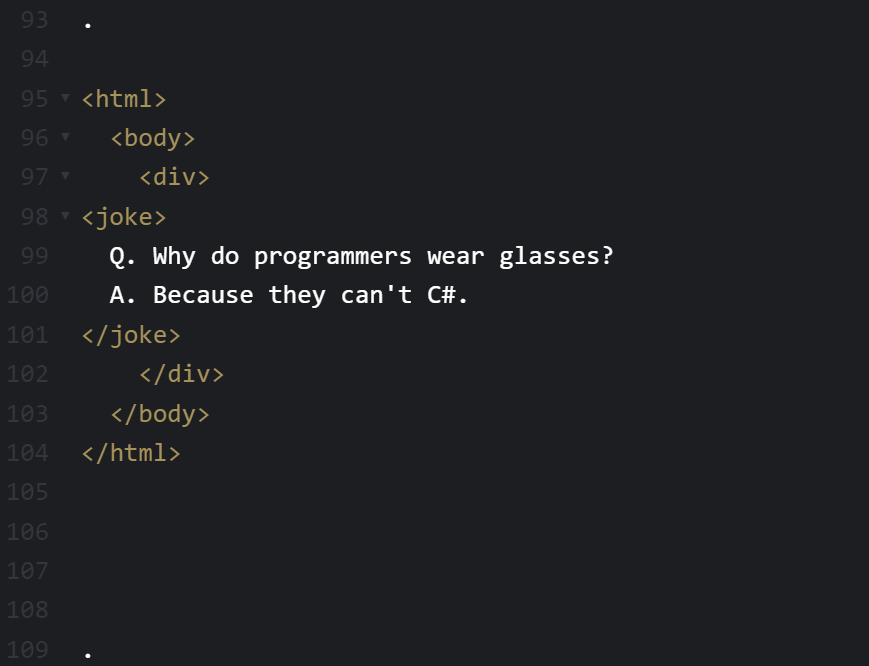 93 .
94
95 <html>
96 <body>
97 <div>
98 <joke>
99 Q. Why do programmers wear glasses?
100 A. Because they can't C#.
101 </joke>
102 </div>
103 </body>
104 </html>
105
106
107
108
109 .